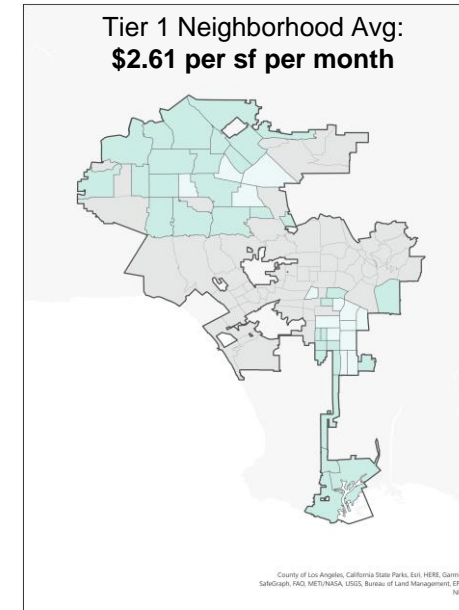 Tier 1 Neighborhood Avg:
$2.61 per sf per month
County of Los Angeles, California State Parks, Esri, HERE, Garm
SafeGraph, FAO, METI/NASA, USGS, Bureau of Land Management, EP